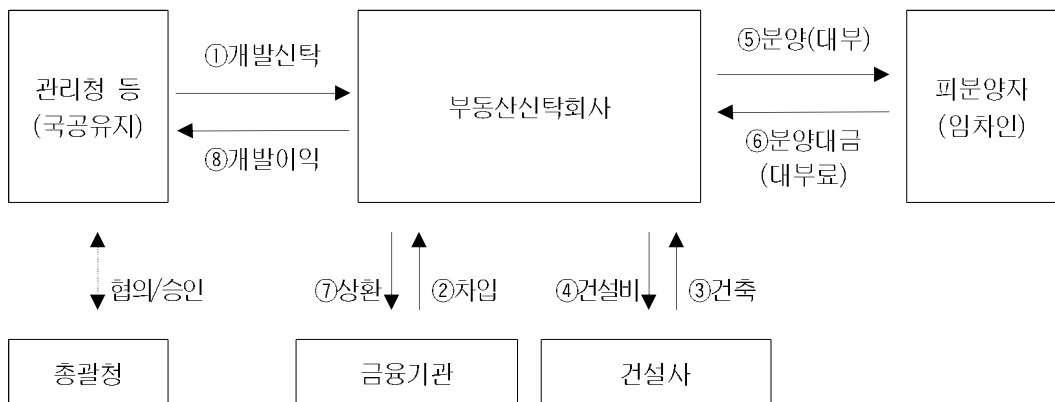 ①개발신탁
⑤분양(대부)
관리청 등
(국공유지)
부동산신탁회사
피분양자
(임차인)
⑧개발이익
⑥분양대금
(대부료)
협의/승인
⑦상환
②차입
④건설비
③건축
총괄청
금융기관
건설사